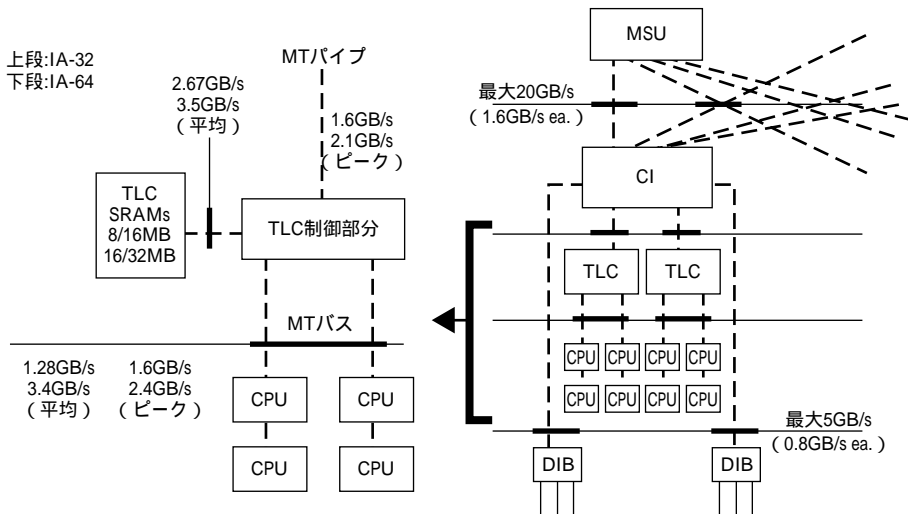 上段:IA-32
下段:IA-64
2.67GB/s
3.5GB/s
(平均)
MTパイプ
1.6GB/s
2.1GB/s
(ピーク)
TLC
SRAMs
8/16MB
16/32MB
TLC制御部分
MTバス
1.28GB/s
3.4GB/s
(平均)
1.6GB/s
2.4GB/s
(ピーク)
CPU
CPU
CPU
CPU
MSU
最大20GB/s
(1.6GB/s ea.)
CI
TLC
TLC
CPU
CPU
CPU
CPU
CPU
CPU
CPU
CPU
最大5GB/s
(0.8GB/s ea.)
DIB
DIB